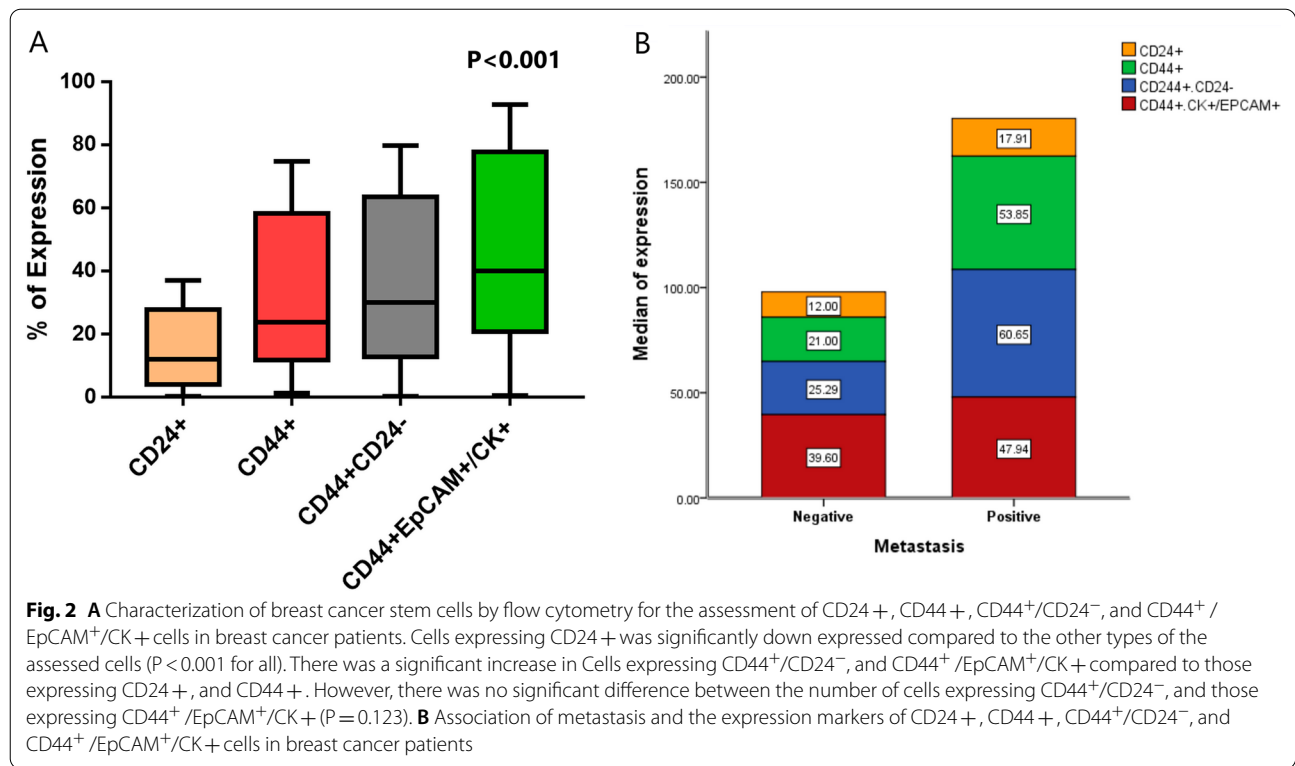 A
P<0.001
100
80
60
40
20
0
% of Expression
CD24+
CD44+
CD44+CD24-
CD44+EpCAM+/CK+
B
CD24+
CD44+
CD244+.CD24-
CD44+.CK+/EPCAM+
200.00
150.00
100.00
50.00
0.00
Median of expression
12.00
21.00
25.29
39.60
17.91
53.85
60.65
47.94
Negative
Positive
Metastasis
Fig. 2 A Characterization of breast cancer stem cells by flow cytometry for the assessment of CD24+, CD44+, CD44⁺/CD24⁻, and CD44⁺ /
EpCAM⁺/CK+ cells in breast cancer patients. Cells expressing CD24+ was significantly down expressed compared to the other types of the
assessed cells (P<0.001 for all). There was a significant increase in Cells expressing CD44⁺/CD24⁻, and CD44⁺ /EpCAM⁺/CK+ compared to those
expressing CD24+, and CD44+. However, there was no significant difference between the number of cells expressing CD44⁺/CD24⁻, and those
expressing CD44⁺ /EpCAM⁺/CK+ (P=0.123). B Association of metastasis and the expression markers of CD24+, CD44+, CD44⁺/CD24⁻, and
CD44⁺ /EpCAM⁺/CK+ cells in breast cancer patients